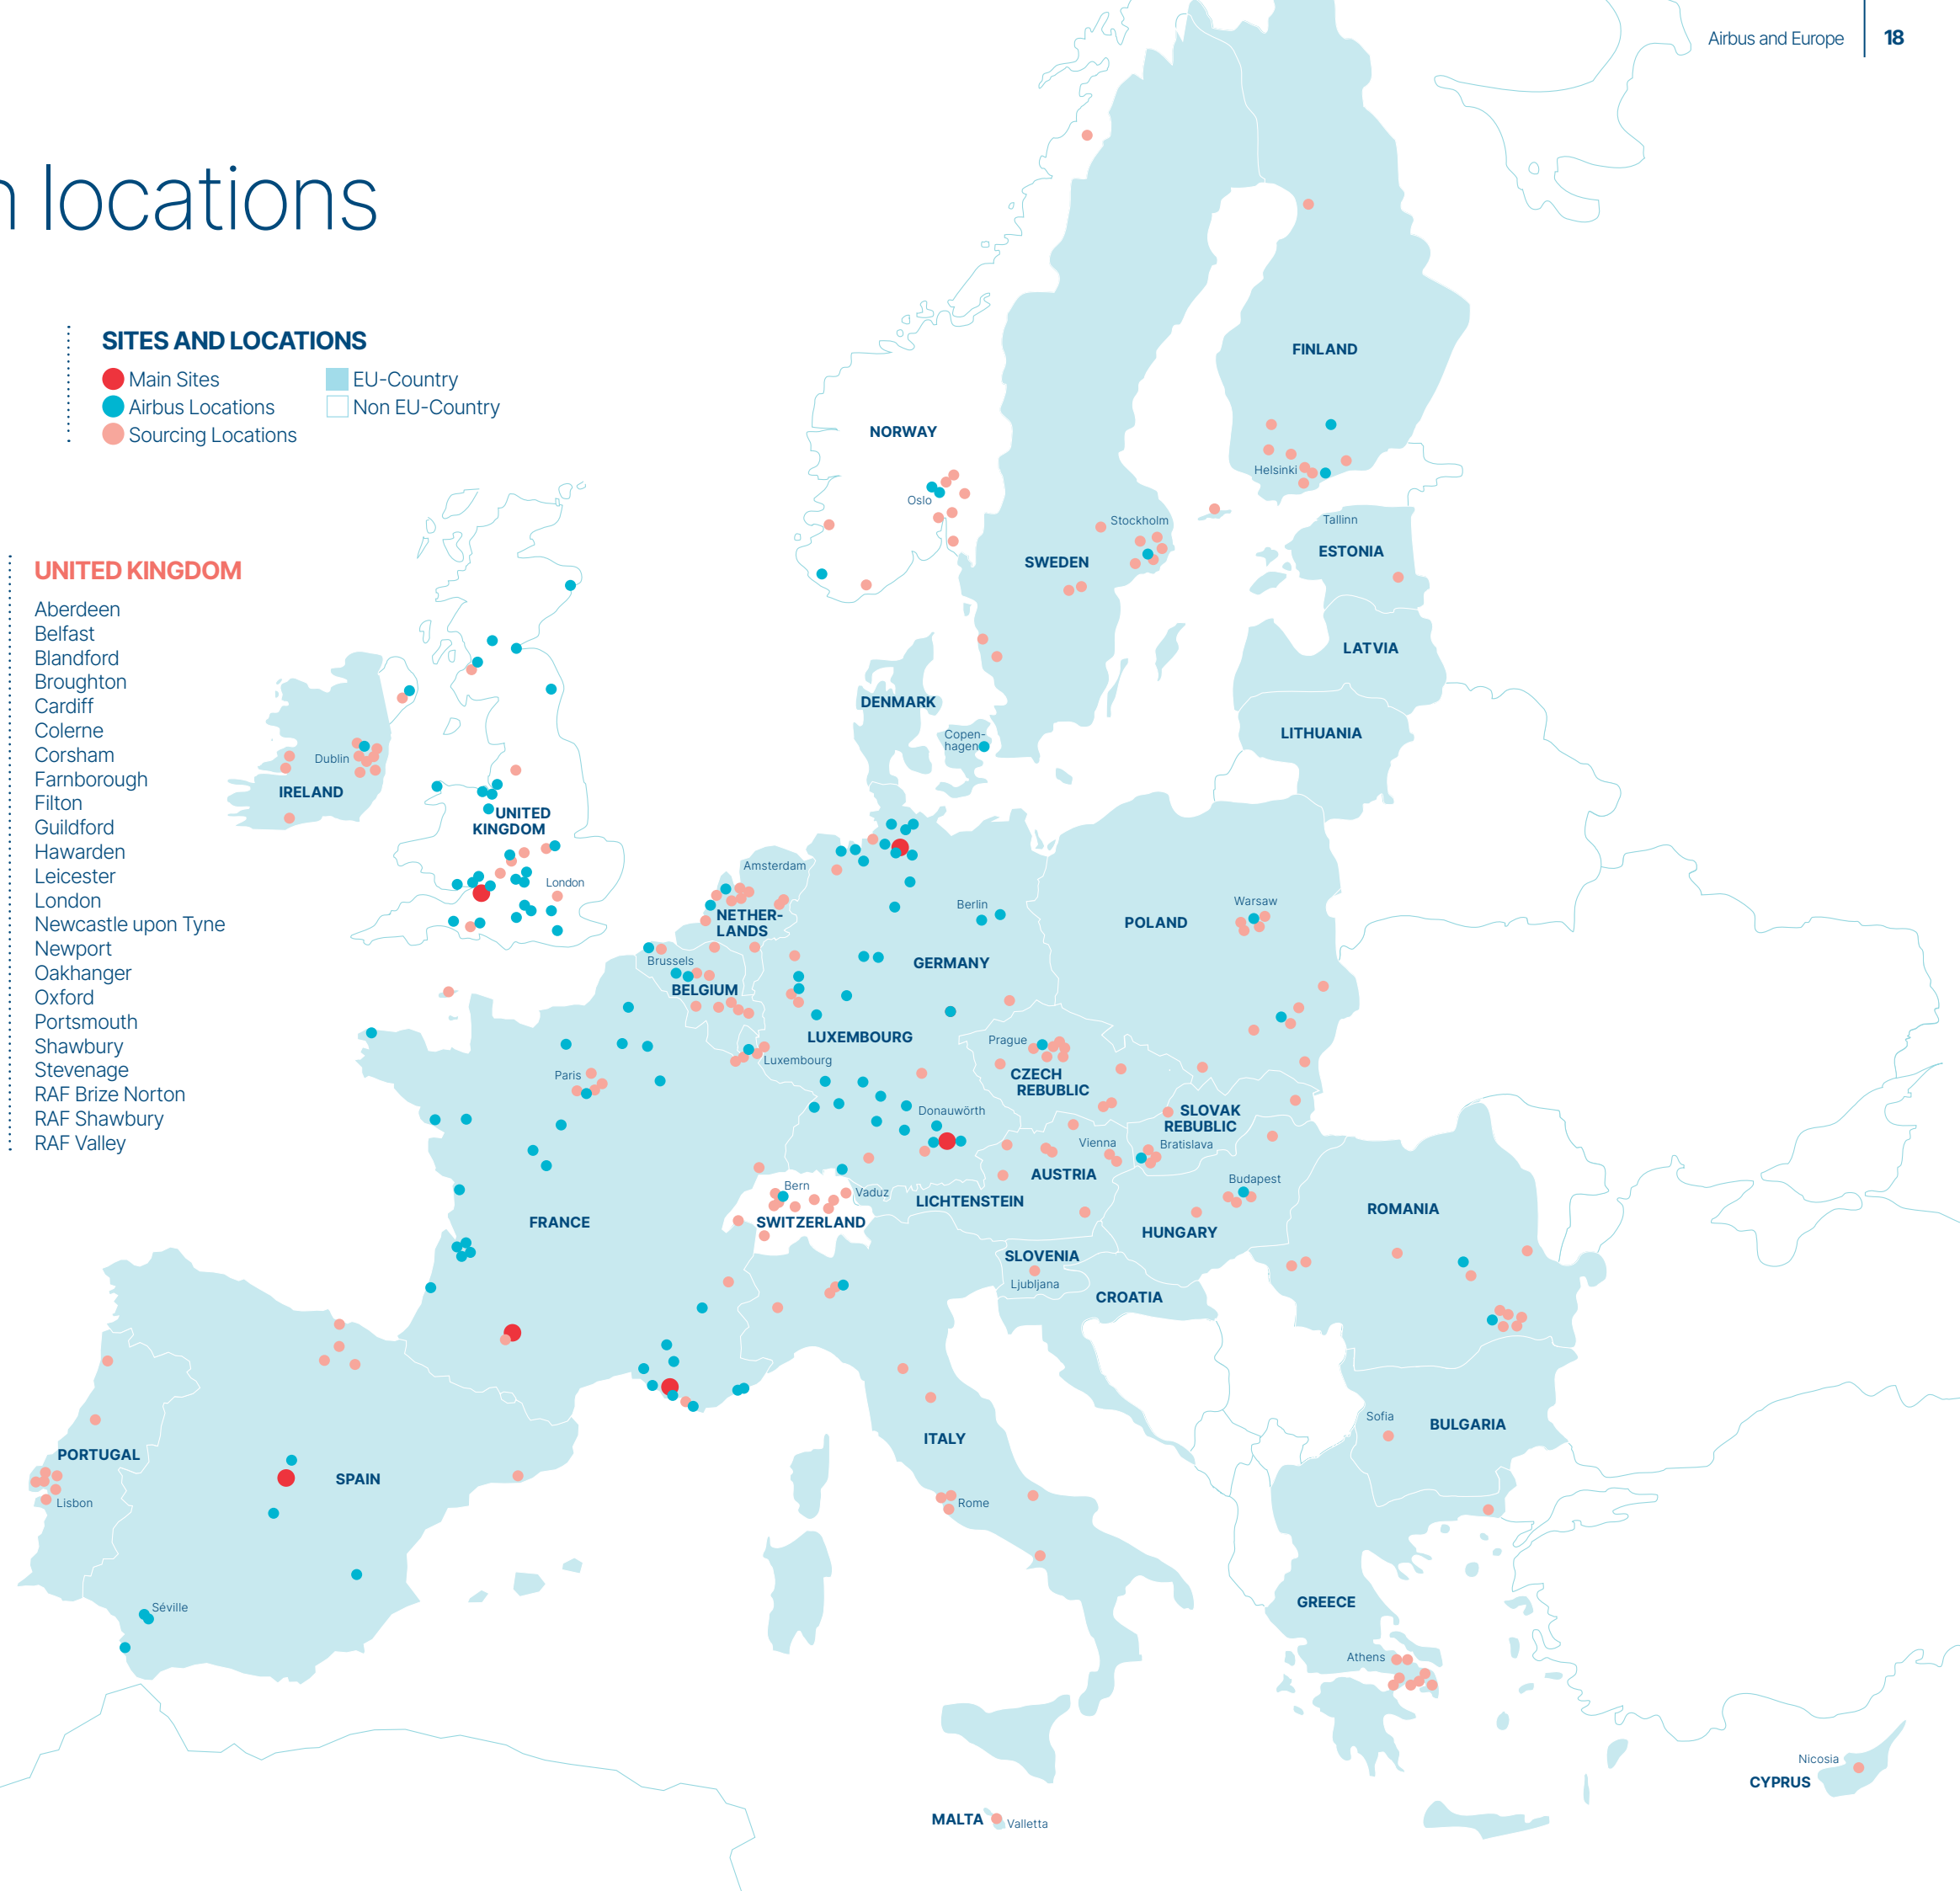 Airbus and Europe 18
n locations
SITES AND LOCATIONS
Main Sites
Airbus Locations
Sourcing Locations
EU-Country
Non EU-Country
UNITED KINGDOM
Aberdeen
Belfast
Blandford
Broughton
Cardiff
Colerne
Corsham
Farnborough
Filton
Guildford
Hawarden
Leicester
London
Newcastle upon Tyne
Newport
Oakhanger
Oxford
Portsmouth
Shawbury
Stevenage
RAF Brize Norton
RAF Shawbury
RAF Valley
FINLAND
NORWAY
Helsinki
Oslo
Stockholm
Tallinn
SWEDEN
ESTONIA
LATVIA
DENMARK
LITHUANIA
Copen-
hagen
Dublin
IRELAND
UNITED
KINGDOM
London
Amsterdam
NETHER-
LANDS
Berlin
Warsaw
POLAND
Brussels
BELGIUM
GERMANY
LUXEMBOURG
Luxembourg
Prague
CZECH
REBUBLIC
Paris
Donauwörth
SLOVAK
REBUBLIC
Vienna
Bratislava
AUSTRIA
Budapest
Bern
Vaduz
LICHTENSTEIN
FRANCE
SWITZERLAND
HUNGARY
ROMANIA
SLOVENIA
Ljubljana
CROATIA
Sofia
BULGARIA
ITALY
PORTUGAL
SPAIN
Lisbon
Rome
Séville
GREECE
Athens
Nicosia
CYPRUS
MALTA
Valletta